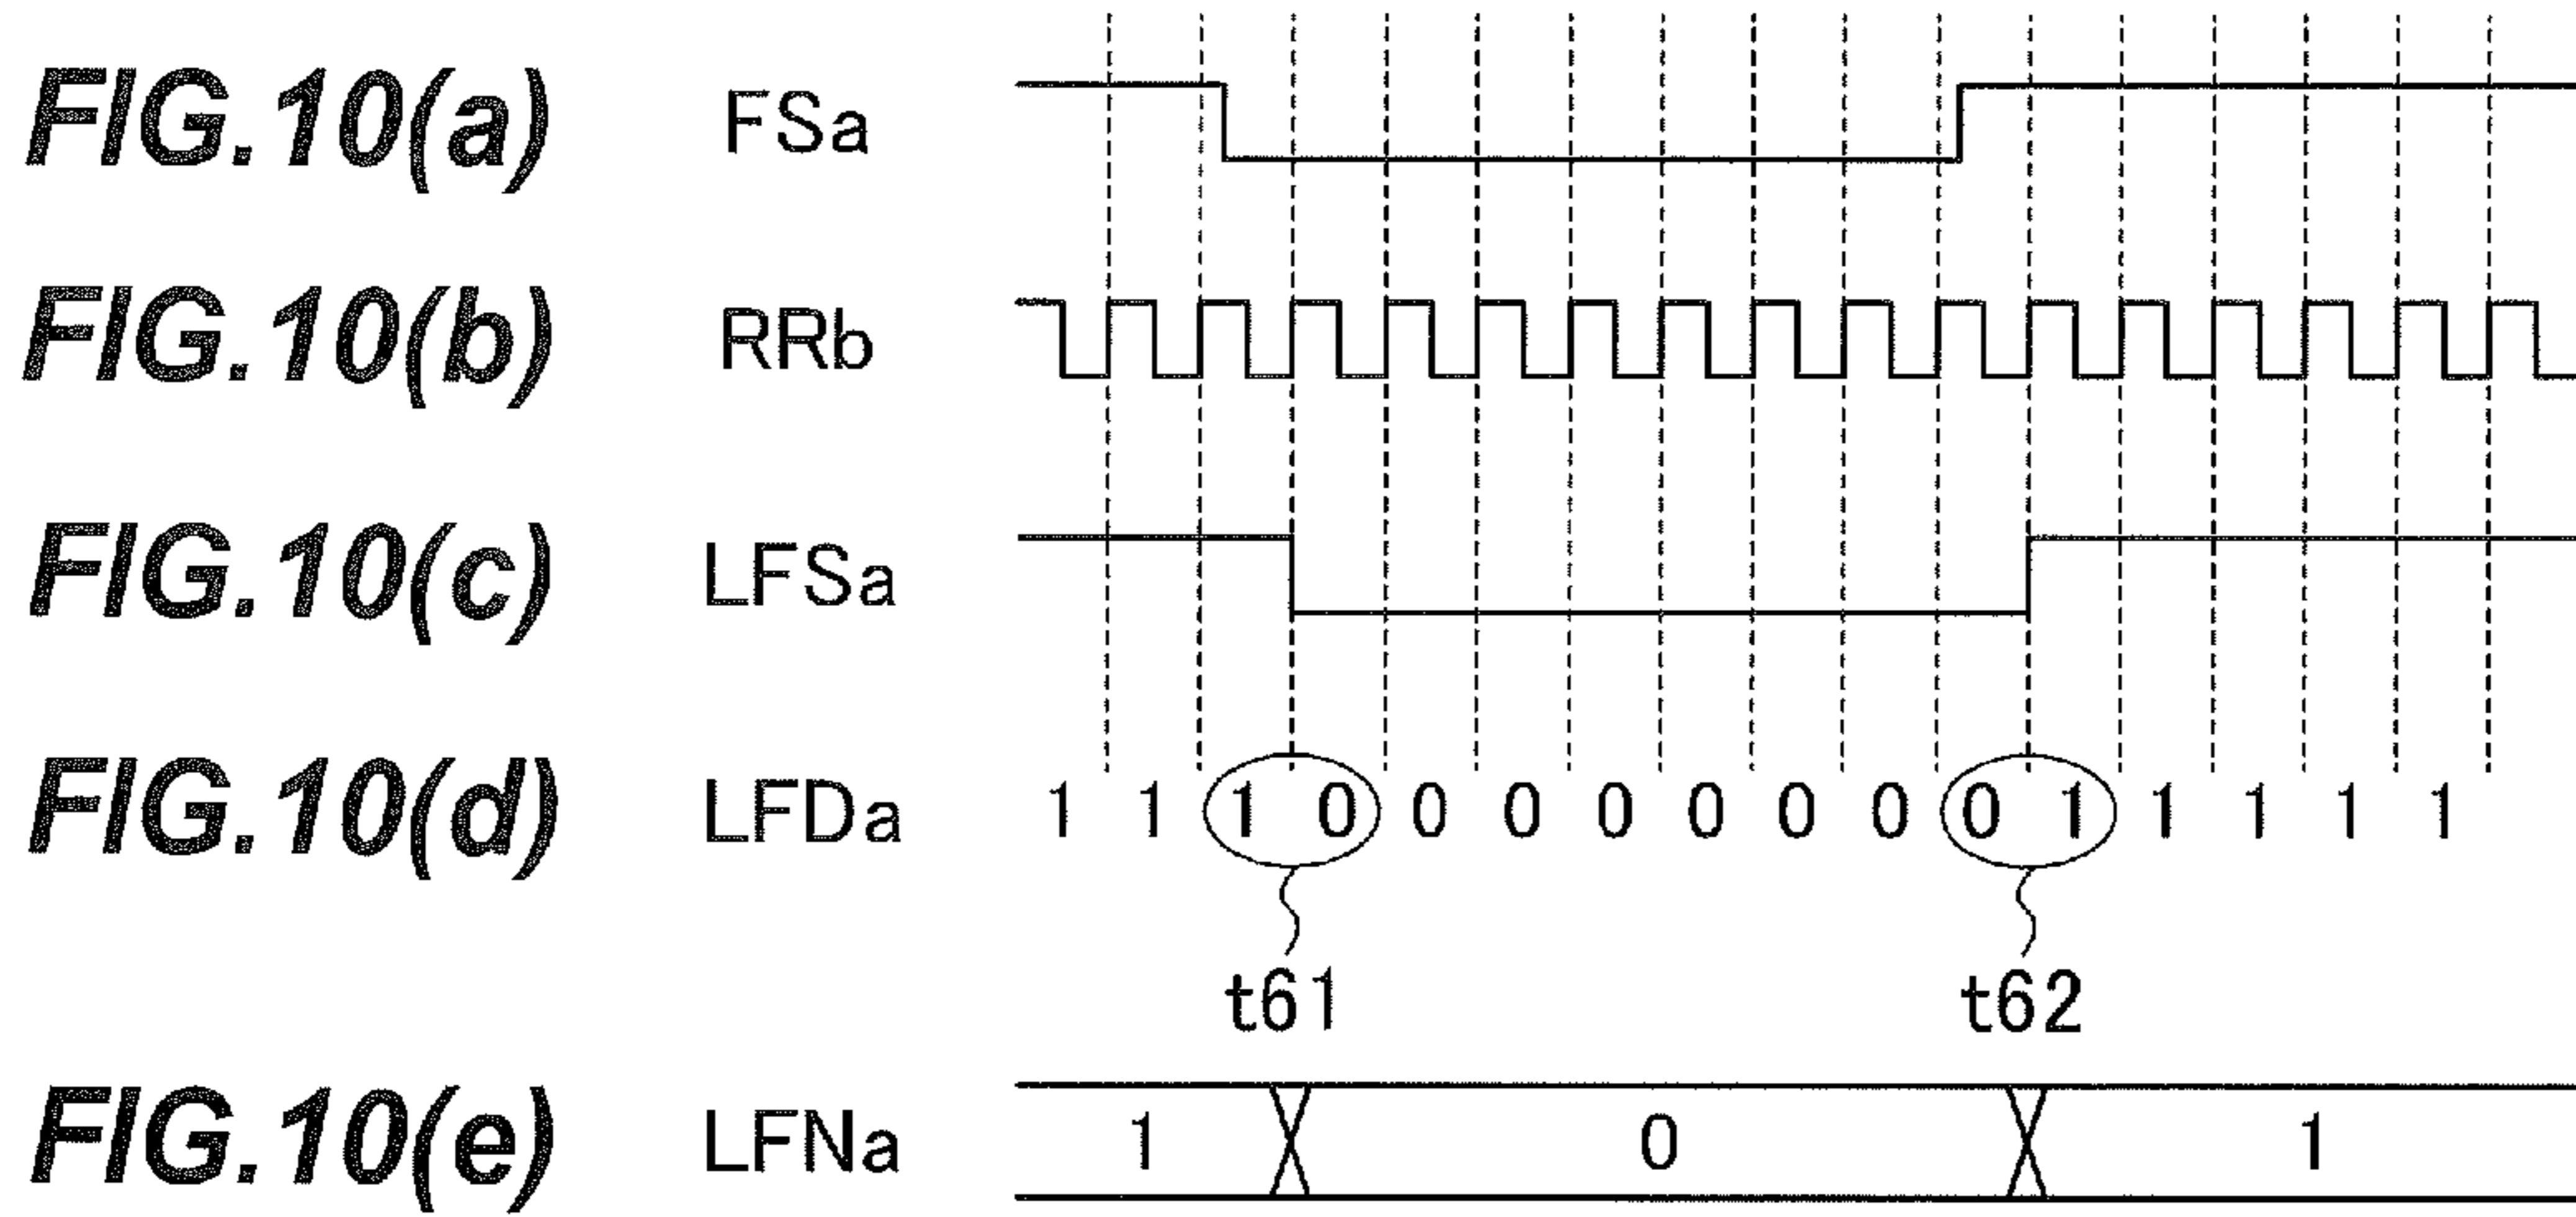 FIG.10(a) FSa
FIG.10(b) RRb
FIG.10(c) LFSa
FIG.10(d) LFDa 1 1 1 0 0 0 0 0 0 0 0 1 1 1 1 1
t61 t62
FIG.10(e) LFNa 1 0 1